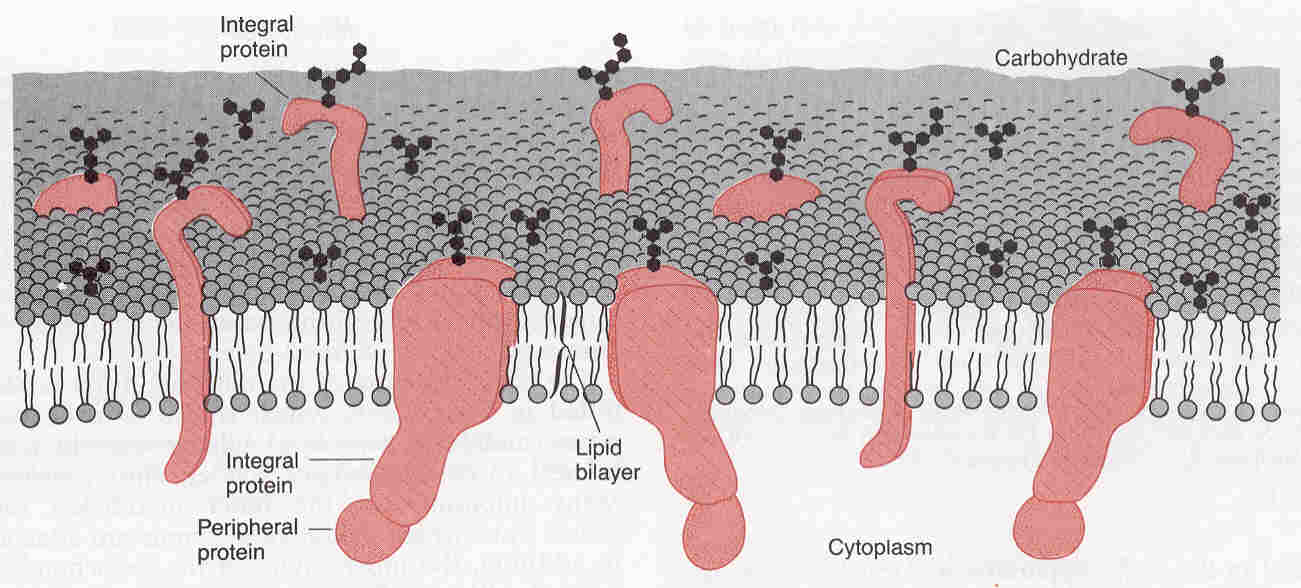 Integral
protein
Carbohydrate
Integral
protein
Lipid
bilayer
Peripheral
protein
Cytoplasm